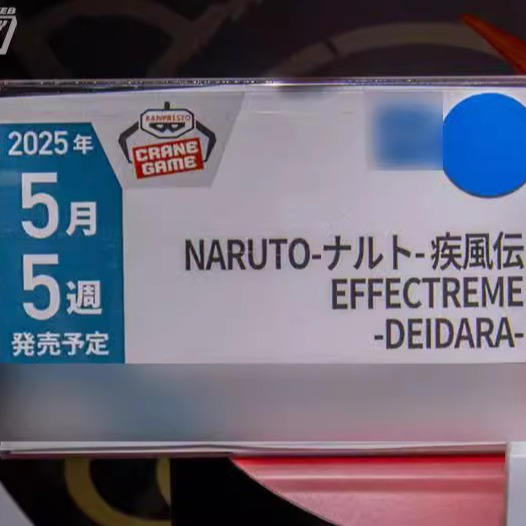 WEB
2025年
5月
5週
発売予定
BANPRESTO
CRANE
GAME
NARUTO-ナルト- 疾風伝
EFFECTREME
-DEIDARA-